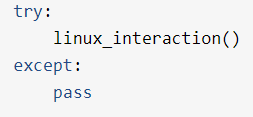 try:
    linux_interaction()
except:
    pass